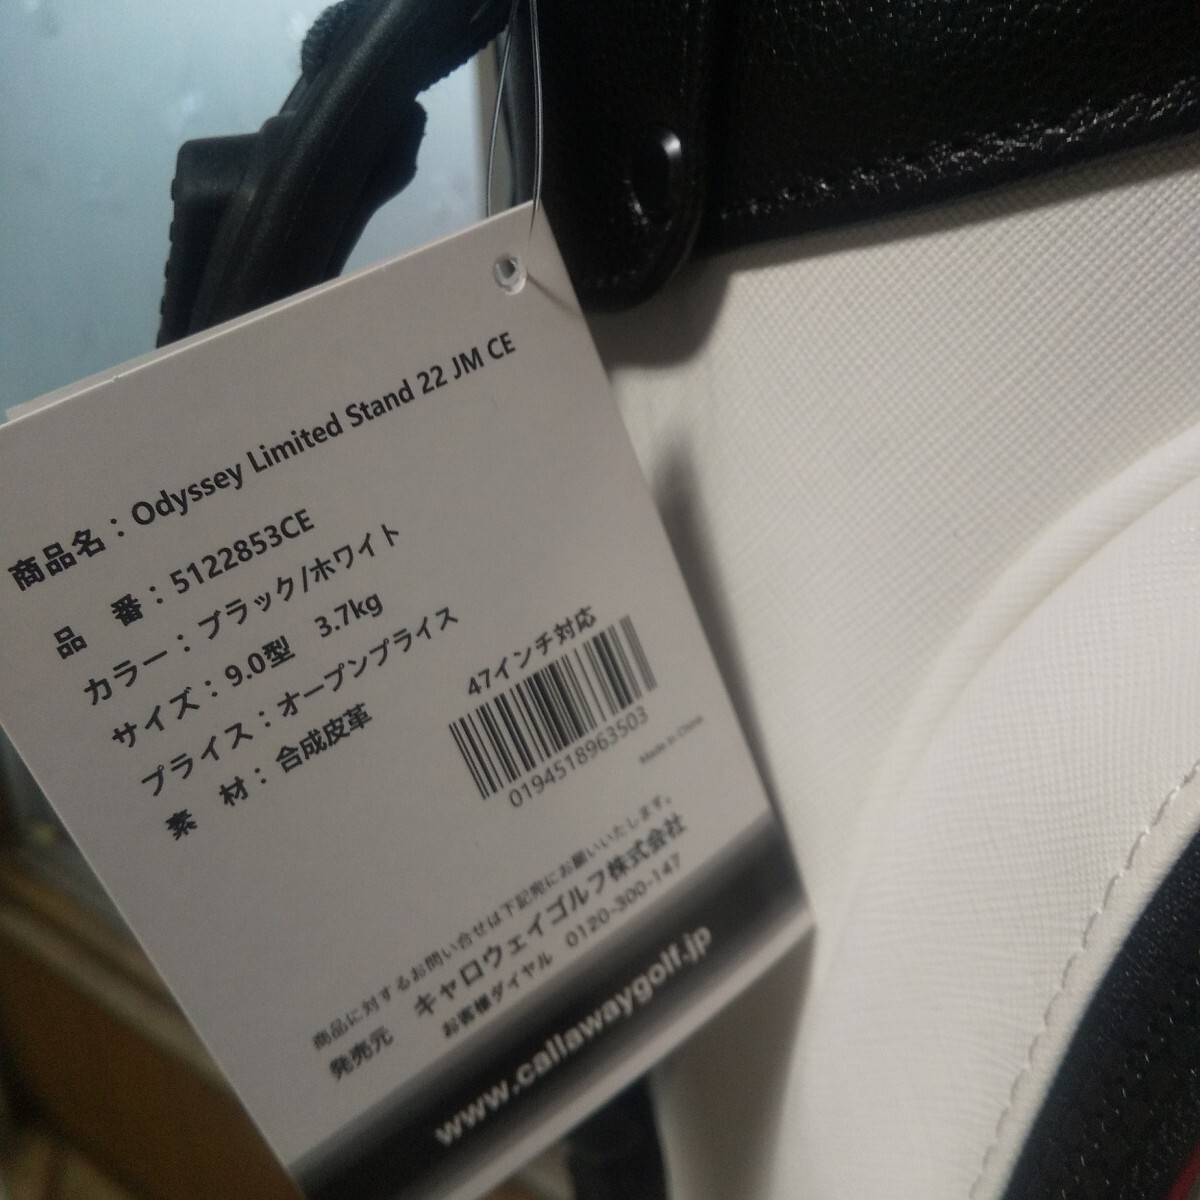 商品名：Odyssey Limited Stand 22 JM CE
品　番：5122853CE
カラー：ブラック/ホワイト
サイズ：9.0型　3.7kg
プライス：オープンプライス
素　材：合成皮革
47インチ対応
0194518963503
Made in China
商品に対するお問い合せは下記宛にお願いいたします。
発売元　キャロウェイゴルフ株式会社
お客様ダイヤル　0120-300-147
www.callawaygolf.jp